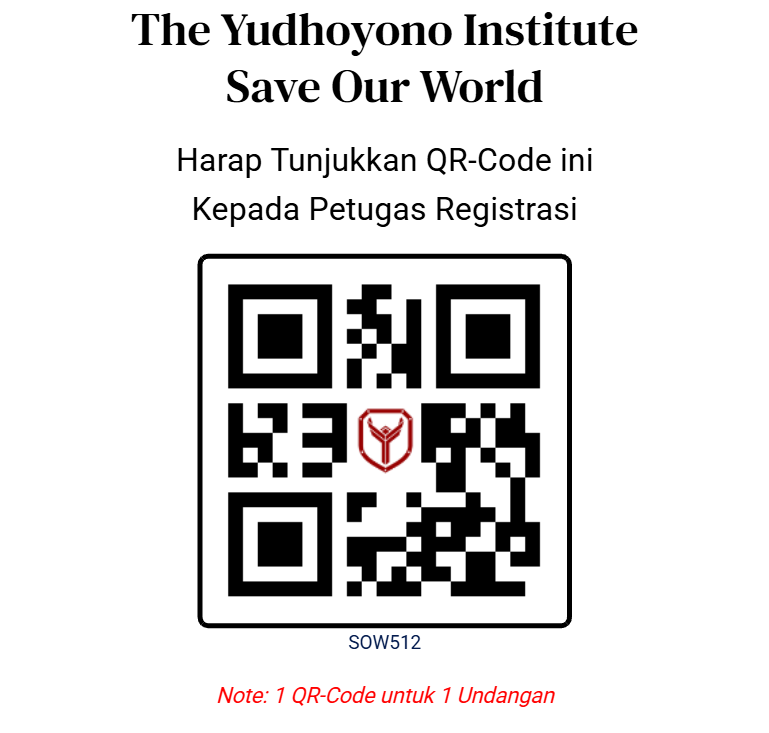 The Yudhoyono Institute
Save Our World
Harap Tunjukkan QR-Code ini
Kepada Petugas Registrasi
SOW512
Note: 1 QR-Code untuk 1 Undangan